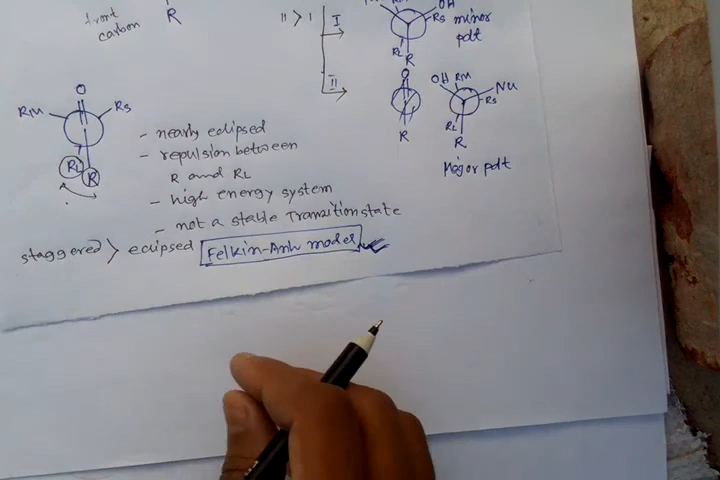 front
carbon
R
II > I
I
OH
Rs
minor
pdt
RL
R
II
O
R
OH RM
Nu
Rs
RL
R
Major pdt
O
RM
Rs
RL
R
- nearly eclipsed
- repulsion between
R and RL
- high energy system
- not a stable Transition state
staggered > eclipsed
Felkin-Anh model